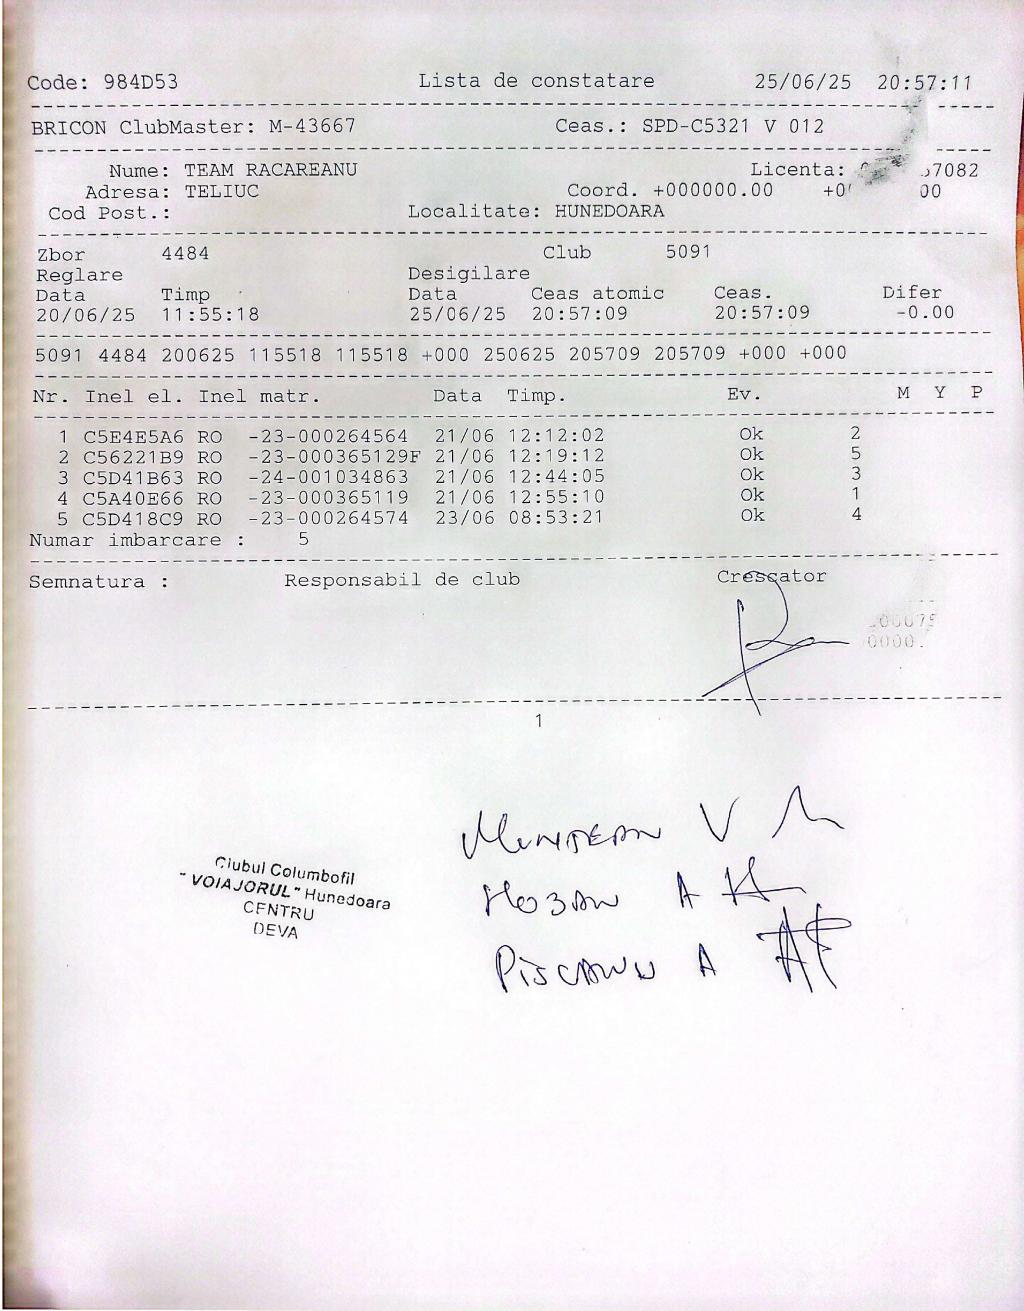 Code: 984D53 Lista de constatare 25/06/25 20:57:11
BRICON ClubMaster: M-43667 Ceas.: SPD-C5321 V 012
Nume: TEAM RACAREANU Licenta: 7082
Adresa: TELIUC Coord. +000000.00 +0 00
Cod Post.: Localitate: HUNEDOARA
Zbor 4484 Club 5091
Reglare Desigilare
Data Timp Data Ceas atomic Ceas. Difer
20/06/25 11:55:18 25/06/25 20:57:09 20:57:09 -0.00
5091 4484 200625 115518 115518 +000 250625 205709 205709 +000 +000
Nr. Inel el. Inel matr. Data Timp. Ev. M Y P
1 C5E4E5A6 RO -23-000264564 21/06 12:12:02 Ok 2
2 C56221B9 RO -23-000365129F 21/06 12:19:12 Ok 5
3 C5D41B63 RO -24-001034863 21/06 12:44:05 Ok 3
4 C5A40E66 RO -23-000365119 21/06 12:55:10 Ok 1
5 C5D418C9 RO -23-000264574 23/06 08:53:21 Ok 4
Numar imbarcare : 5
Semnatura : Responsabil de club Crescator
1
Muntean V
Mozan A
Piscanu A
Clubul Columbofil
"VOIAJORUL" Hunedoara
CENTRU
DEVA